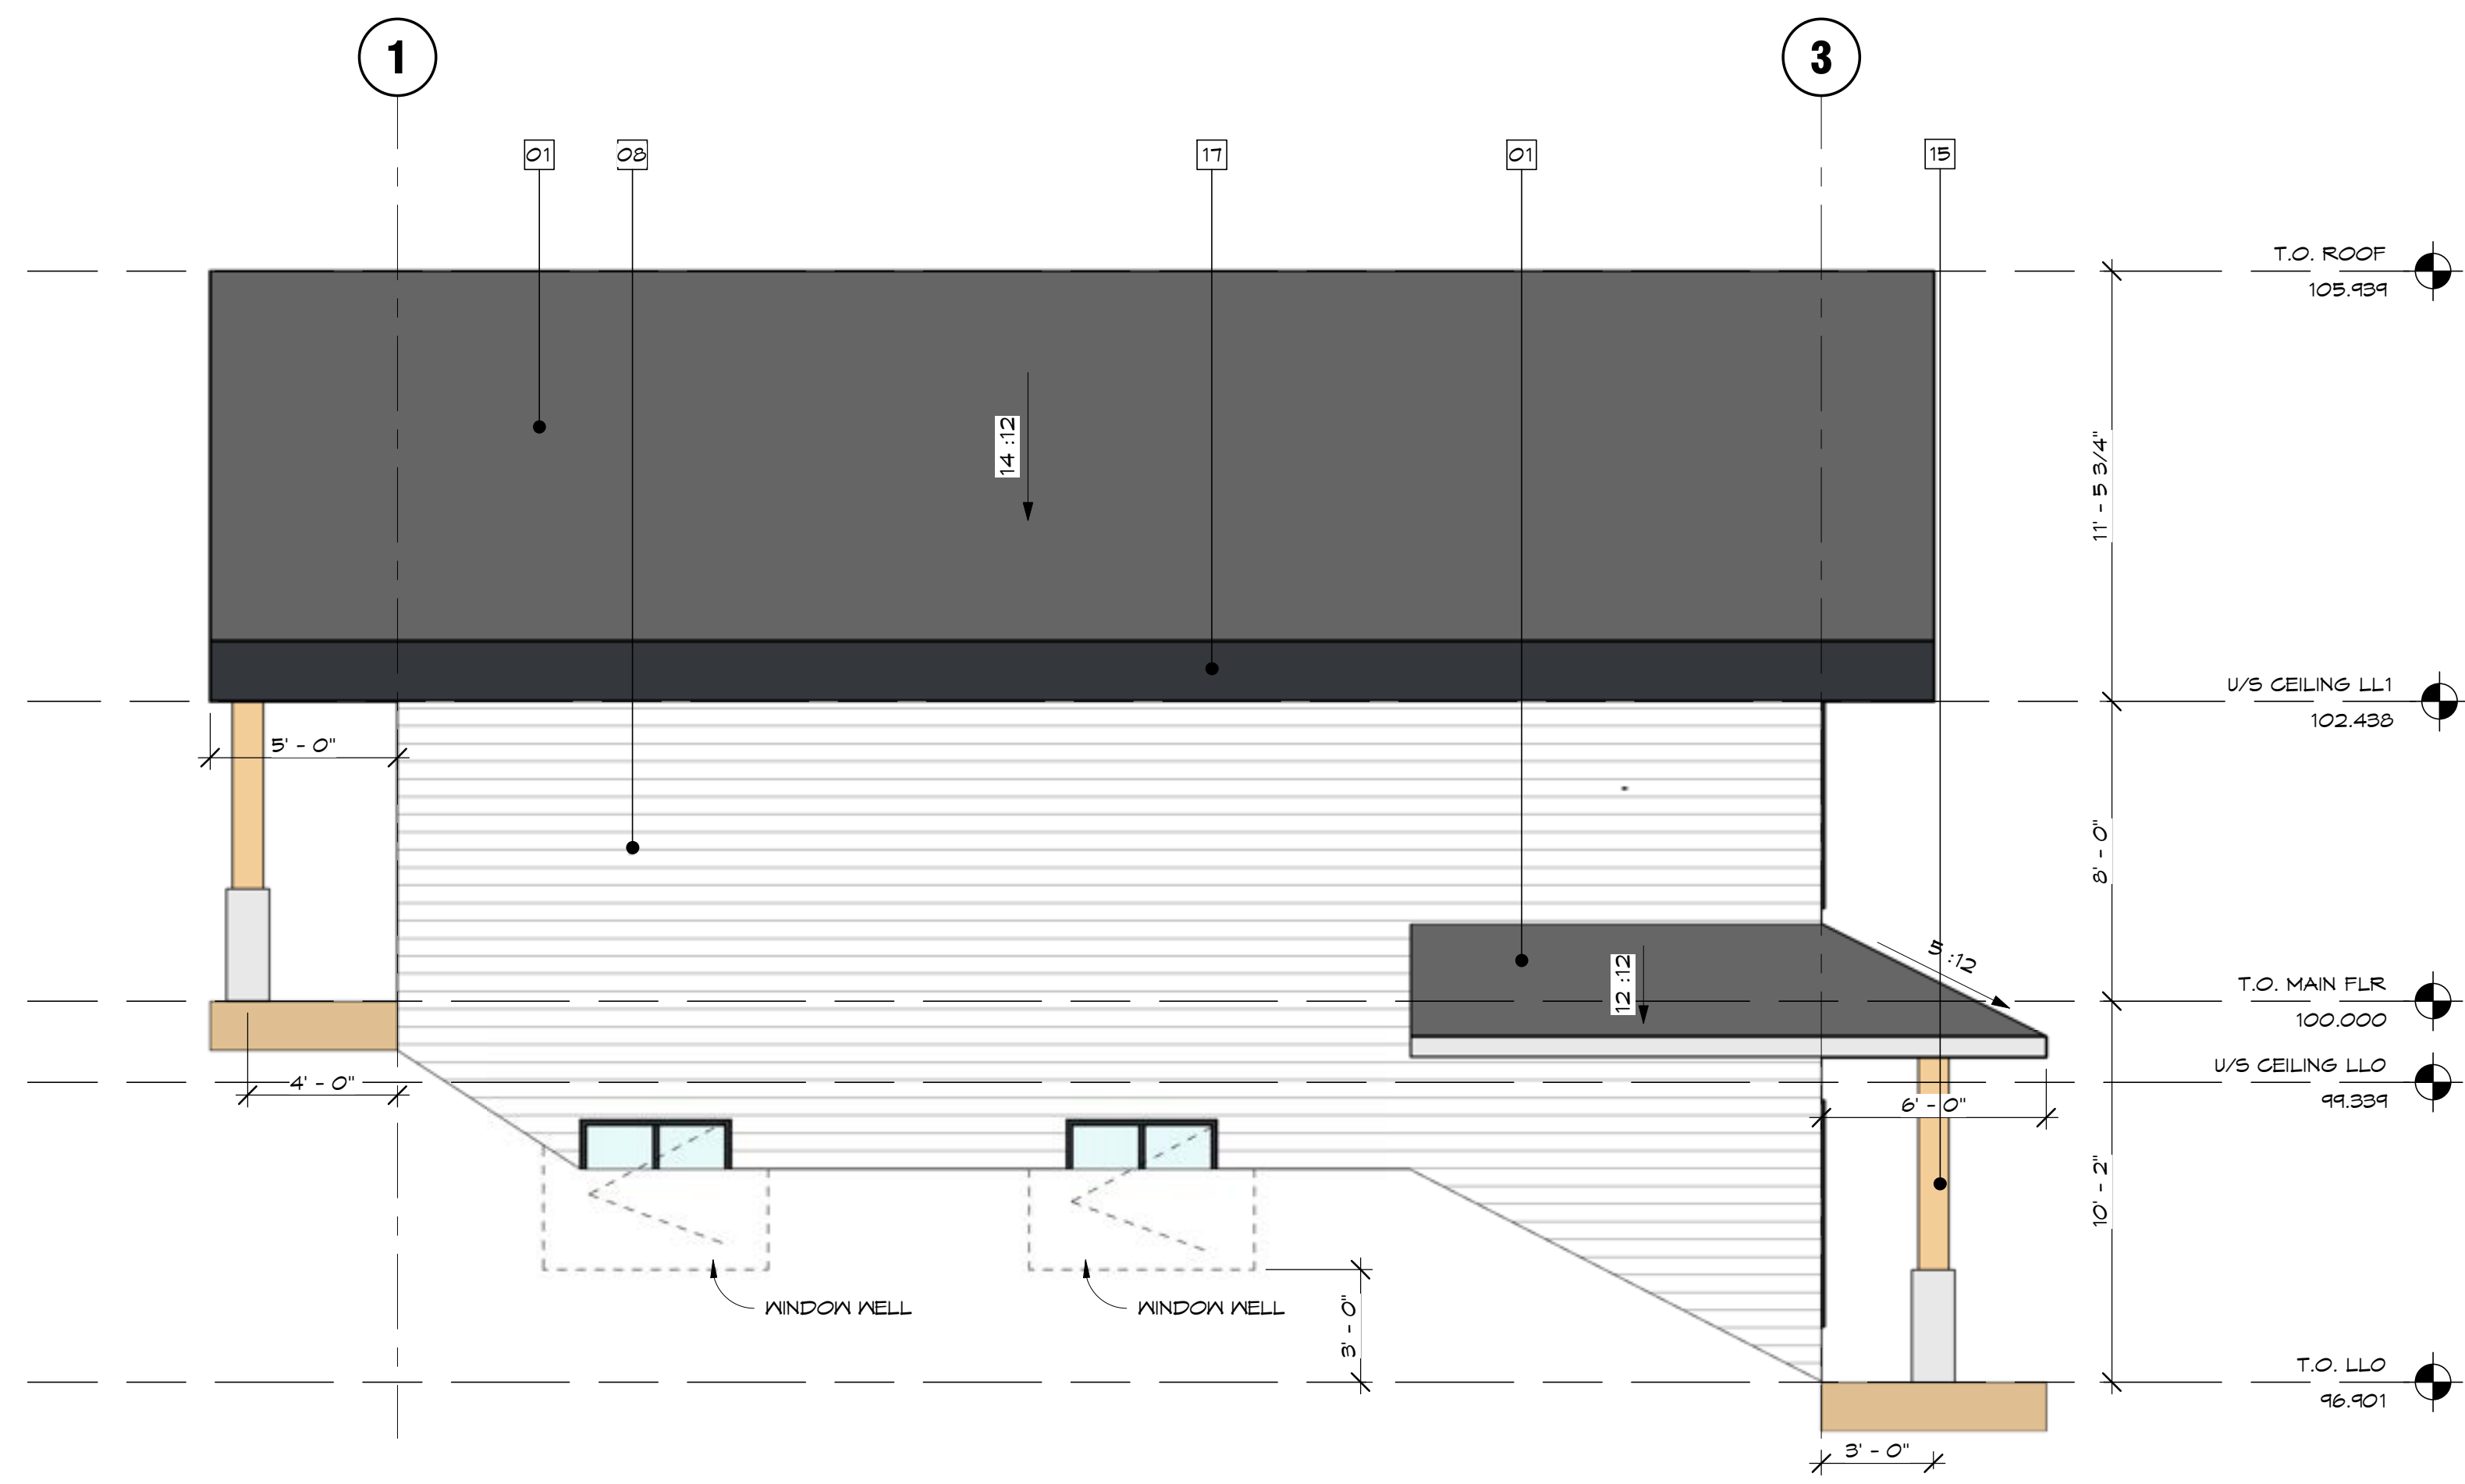 1
3
01
08
17
01
15
T.O. ROOF
105.939
14 :12
11' - 5 3/4"
U/S CEILING LL1
102.438
5' - 0"
8' - 0"
5 :12
12 :12
T.O. MAIN FLR
100.000
U/S CEILING LL0
99.339
4' - 0"
6' - 0"
10' - 2"
WINDOW WELL
WINDOW WELL
3' - 0"
T.O. LL0
96.901
3' - 0"